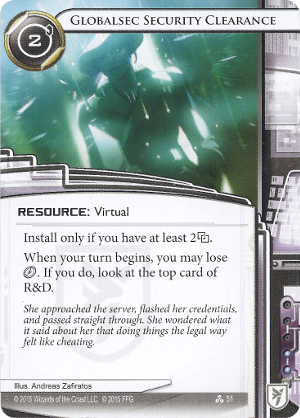 GLOBALSEC SECURITY CLEARANCE
2
RESOURCE: Virtual
Install only if you have at least 2.
When your turn begins, you may lose
. If you do, look at the top card of
R&D.
She approached the server, flashed her credentials,
and passed straight through. She wondered what
it said about her that doing things the legal way
felt like cheating.
Illus. Andreas Zafiratos
© 2015 Wizards of the Coast LLC. © 2015 FFG
51